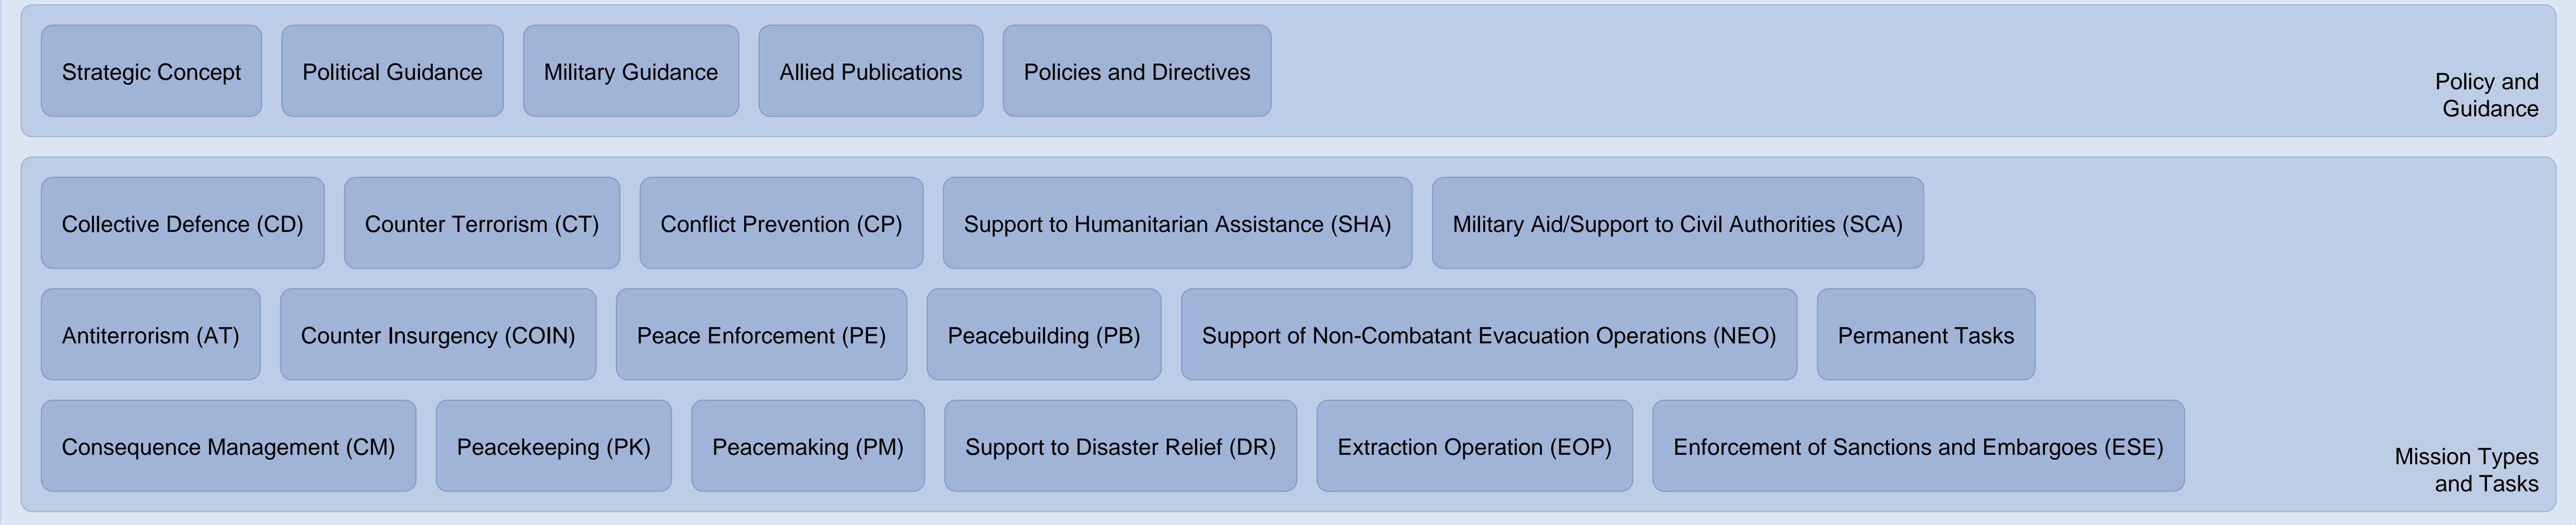 Strategic Concept
Political Guidance
Military Guidance
Allied Publications
Policies and Directives
Policy and
Guidance
Collective Defence (CD)
Counter Terrorism (CT)
Conflict Prevention (CP)
Support to Humanitarian Assistance (SHA)
Military Aid/Support to Civil Authorities (SCA)
Antiterrorism (AT)
Counter Insurgency (COIN)
Peace Enforcement (PE)
Peacebuilding (PB)
Support of Non-Combatant Evacuation Operations (NEO)
Permanent Tasks
Consequence Management (CM)
Peacekeeping (PK)
Peacemaking (PM)
Support to Disaster Relief (DR)
Extraction Operation (EOP)
Enforcement of Sanctions and Embargoes (ESE)
Mission Types
and Tasks